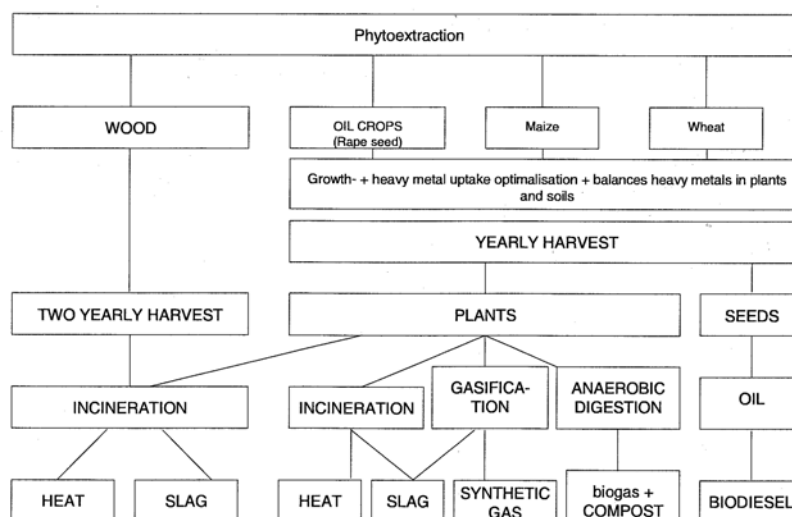 Phytoextraction
WOOD
OIL CROPS
(Rape seed)
Maize
Wheat
Growth- + heavy metal uptake optimalisation + balances heavy metals in plants
and soils
YEARLY HARVEST
TWO YEARLY HARVEST
PLANTS
SEEDS
INCINERATION
INCINERATION
GASIFICA-
TION
ANAEROBIC
DIGESTION
OIL
HEAT
SLAG
HEAT
SLAG
SYNTHETIC
GAS
biogas +
COMPOST
BIODIESEL